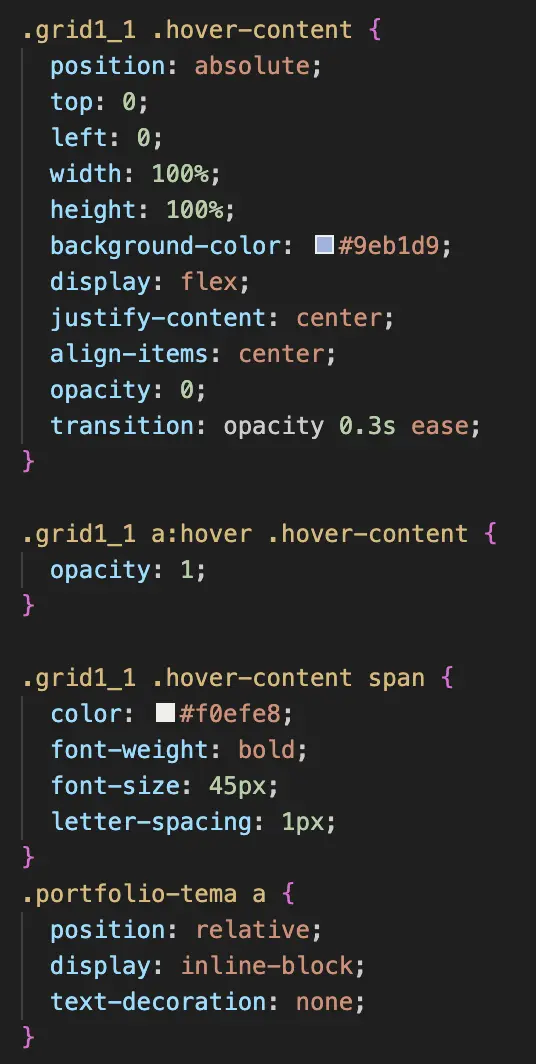 .grid1_1 .hover-content {
  position: absolute;
  top: 0;
  left: 0;
  width: 100%;
  height: 100%;
  background-color: #9eb1d9;
  display: flex;
  justify-content: center;
  align-items: center;
  opacity: 0;
  transition: opacity 0.3s ease;
}

.grid1_1 a:hover .hover-content {
  opacity: 1;
}

.grid1_1 .hover-content span {
  color: #f0efe8;
  font-weight: bold;
  font-size: 45px;
  letter-spacing: 1px;
}
.portfolio-tema a {
  position: relative;
  display: inline-block;
  text-decoration: none;
}